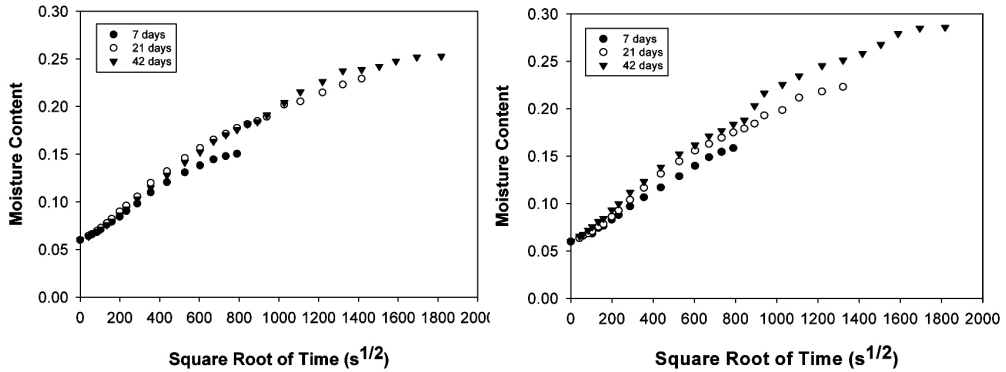 7 days
21 days
42 days
0.30
0.25
0.20
0.15
0.10
0.05
0.00
Moisture Content
0 200 400 600 800 1000 1200 1400 1600 1800 200
Square Root of Time (s1/2)
7 days
21 days
42 days
0.30
0.25
0.20
0.15
0.10
0.05
0.00
Moisture Content
0 200 400 600 800 1000 1200 1400 1600 1800 2000
Square Root of Time (s1/2)